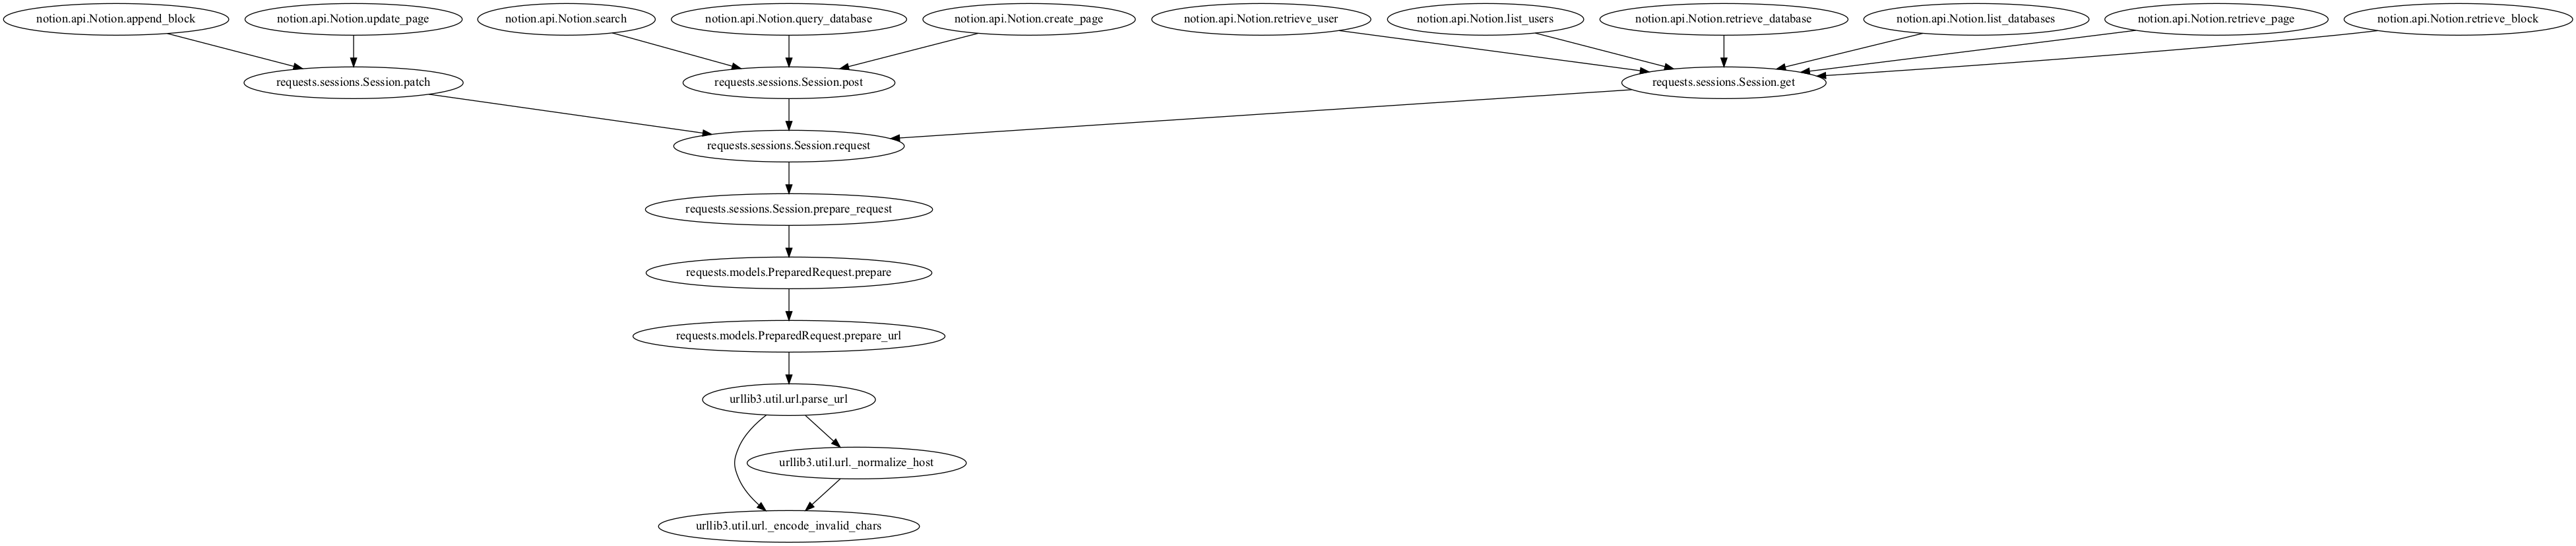 notion.api.Notion.append_block
notion.api.Notion.update_page
notion.api.Notion.search
notion.api.Notion.query_database
notion.api.Notion.create_page
notion.api.Notion.retrieve_user
notion.api.Notion.list_users
notion.api.Notion.retrieve_database
notion.api.Notion.list_databases
notion.api.Notion.retrieve_page
notion.api.Notion.retrieve_block
requests.sessions.Session.patch
requests.sessions.Session.post
requests.sessions.Session.get
requests.sessions.Session.request
requests.sessions.Session.prepare_request
requests.models.PreparedRequest.prepare
requests.models.PreparedRequest.prepare_url
urllib3.util.url.parse_url
urllib3.util.url._normalize_host
urllib3.util.url._encode_invalid_chars